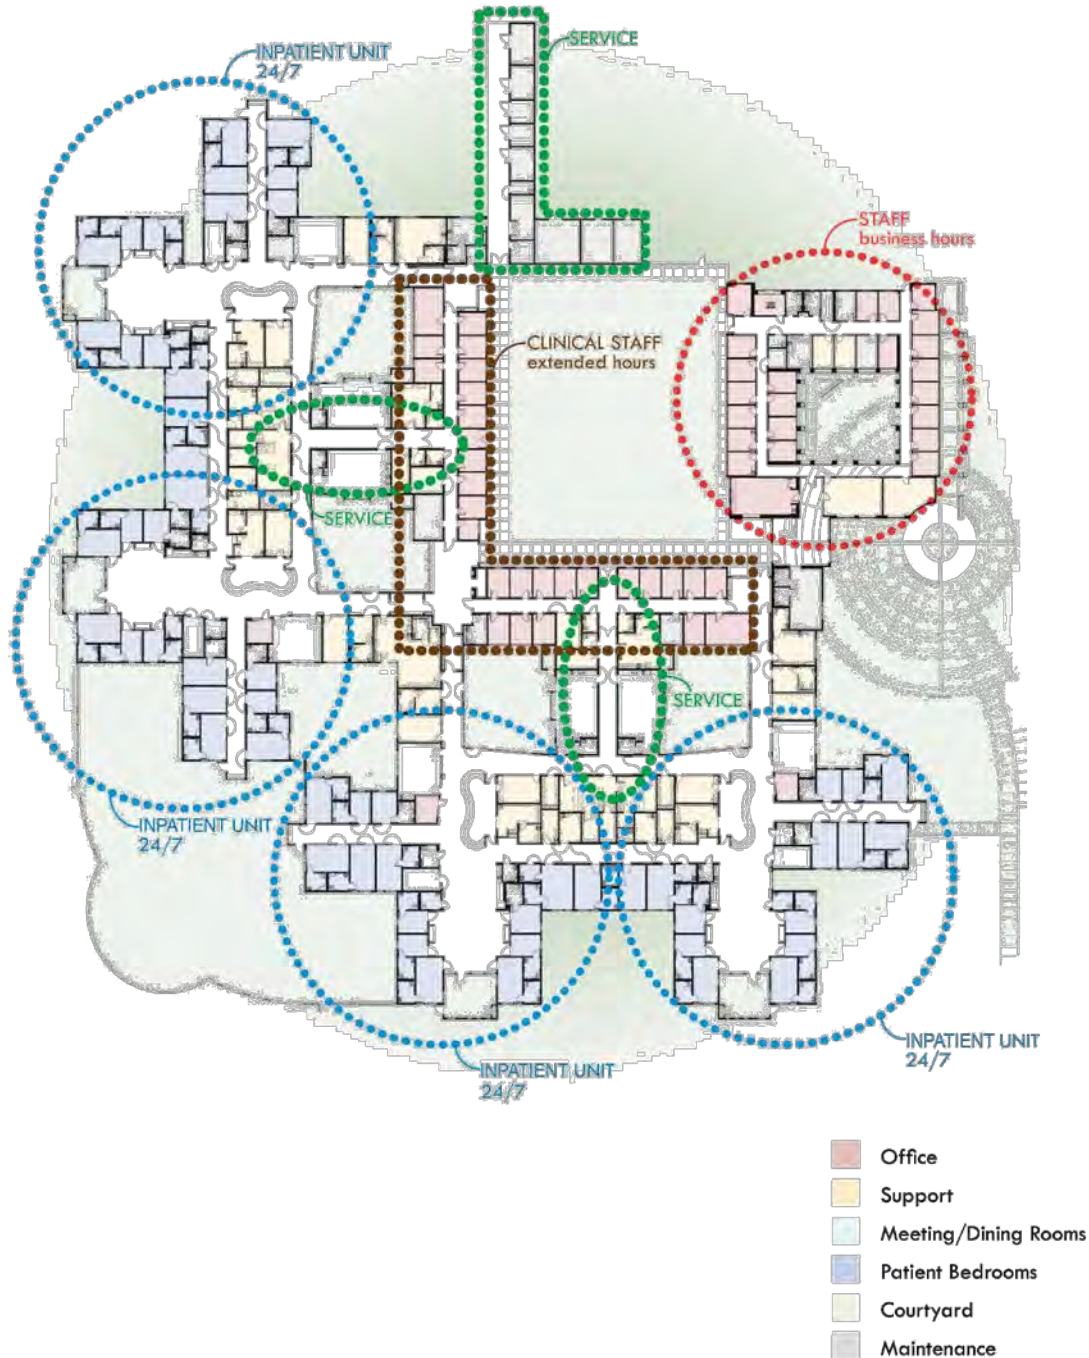 INPATIENT UNIT
24/7
SERVICE
STAFF
business hours
CLINICAL STAFF
extended hours
SERVICE
SERVICE
INPATIENT UNIT
24/7
INPATIENT UNIT
24/7
INPATIENT UNIT
24/7
Office
Support
Meeting/Dining Rooms
Patient Bedrooms
Courtyard
Maintenance